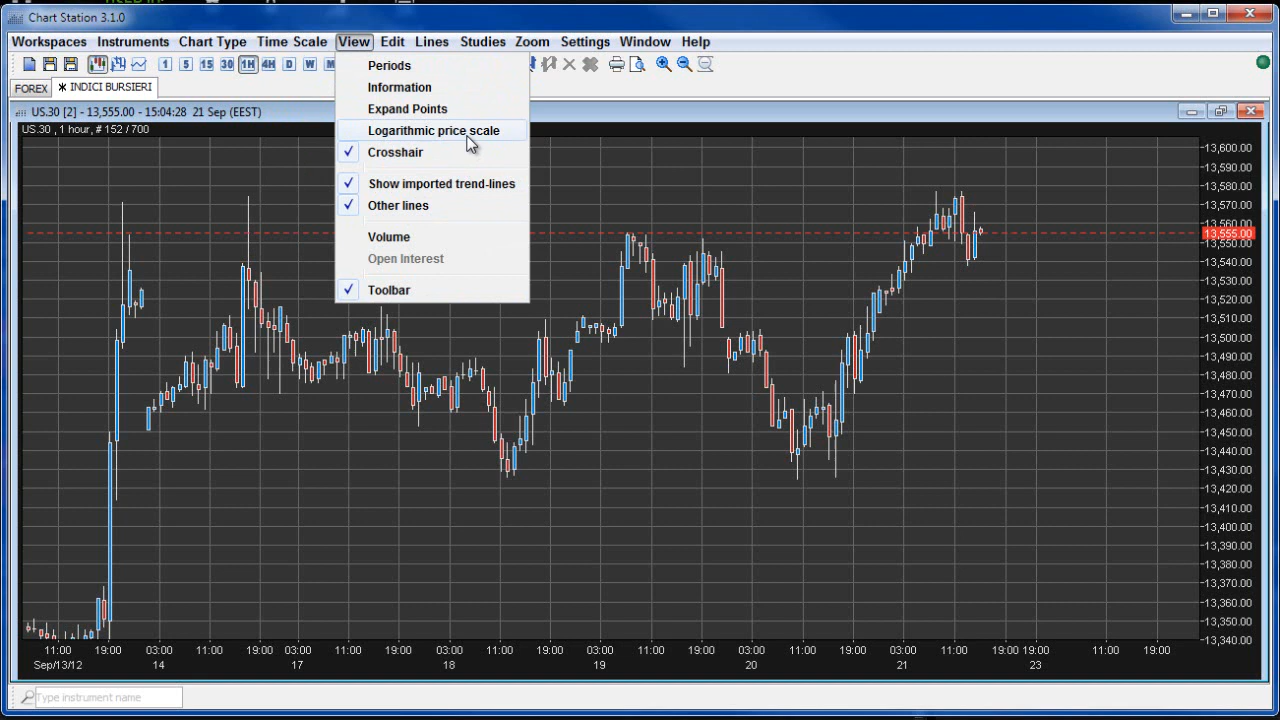 Chart Station 3.1.0
Workspaces Instruments Chart Type Time Scale View Edit Lines Studies Zoom Settings Window Help
1 5 15 30 1H 4H D W M
FOREX * INDICI BURSIERI
US.30 [2] - 13,555.00 - 15:04:28 21 Sep (EEST)
US.30 , 1 hour, # 152 / 700
Periods
Information
Expand Points
Logarithmic price scale
Crosshair
Show imported trend-lines
Other lines
Volume
Open Interest
Toolbar
13,600.00
13,590.00
13,580.00
13,570.00
13,560.00
13,555.00
13,550.00
13,540.00
13,530.00
13,520.00
13,510.00
13,500.00
13,490.00
13,480.00
13,470.00
13,460.00
13,450.00
13,440.00
13,430.00
13,420.00
13,410.00
13,400.00
13,390.00
13,380.00
13,370.00
13,360.00
13,350.00
13,340.00
11:00 19:00 03:00 11:00 19:00 03:00 11:00 19:00 03:00 11:00 19:00 03:00 11:00 19:00 03:00 11:00 19:00 03:00 11:00 19:00 03:00 11:00 19:00
Sep/13/12 14 17 18 19 20 21 23
Type instrument name